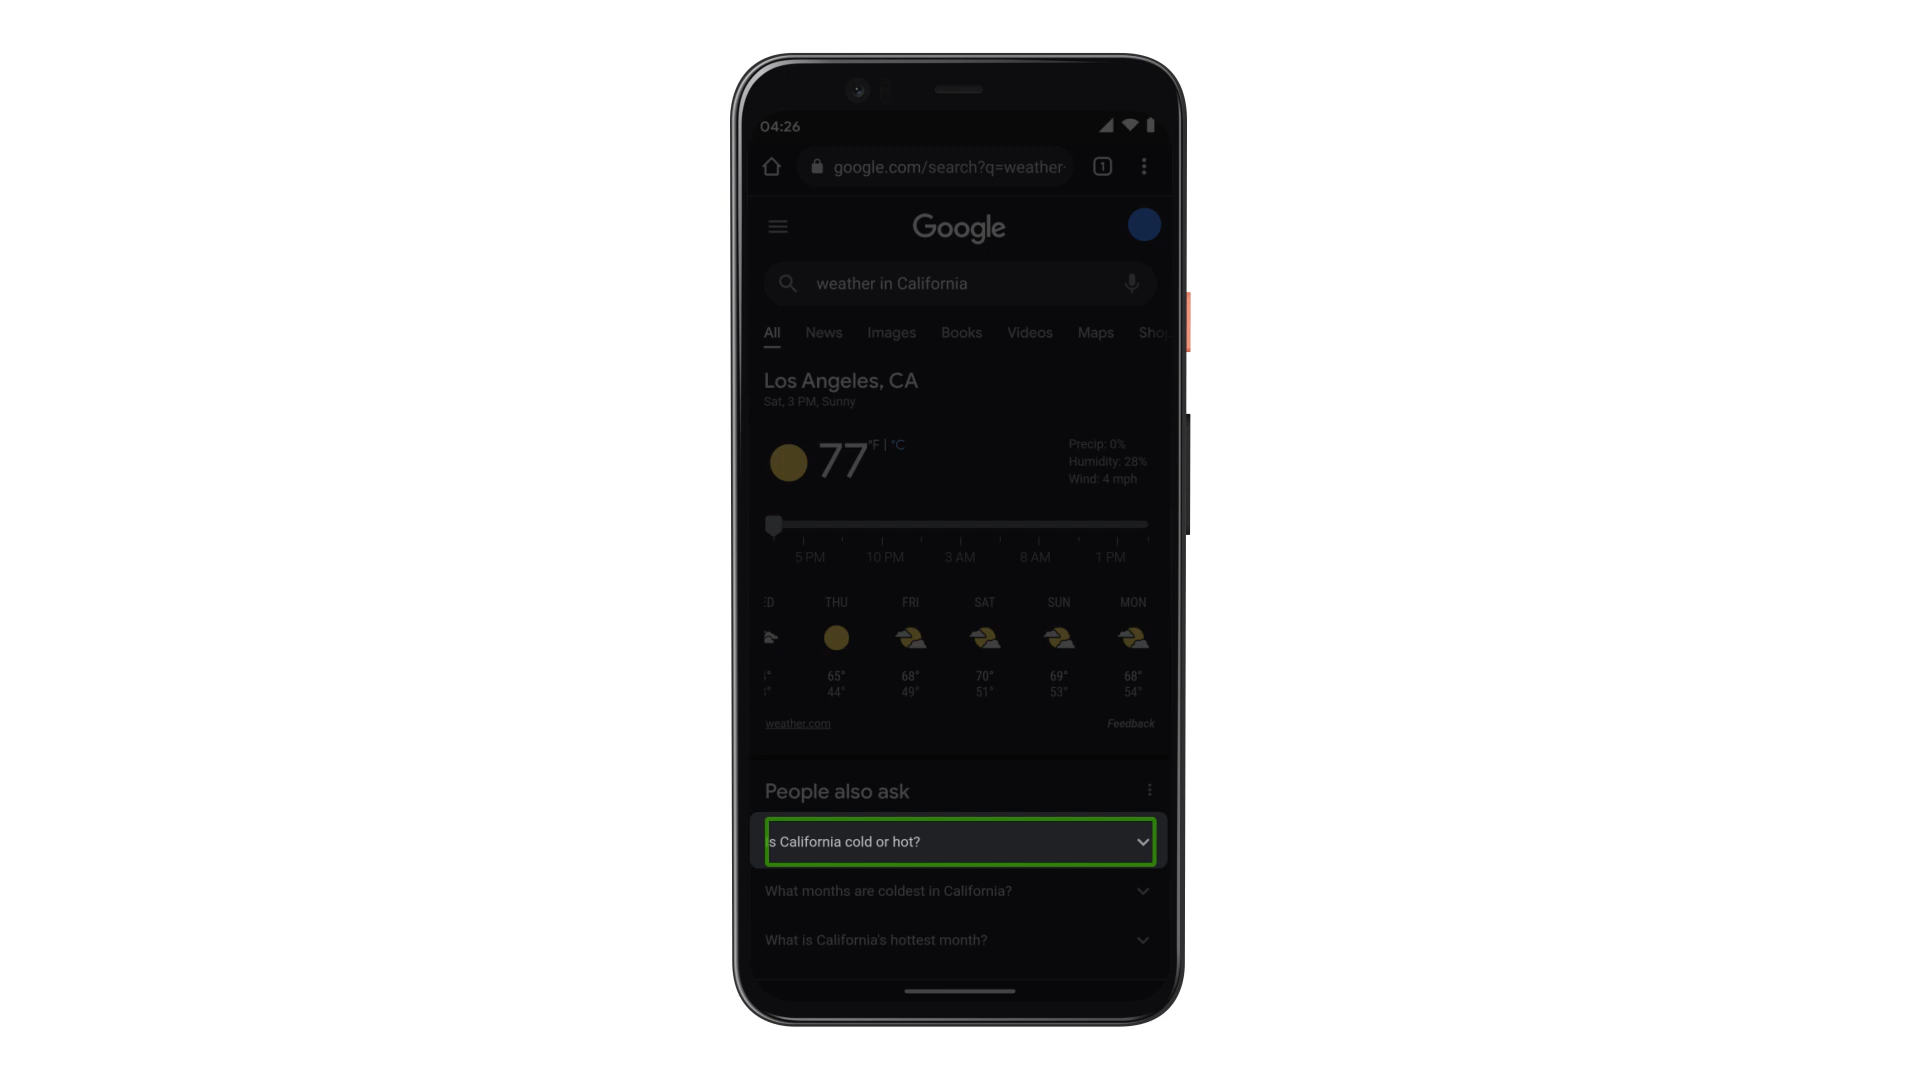 04:26
google.com/search?q=weather
1
Google
weather in California
All News Images Books Videos Maps Shop
Los Angeles, CA
Sat, 3 PM, Sunny
77 °F | °C
Precip: 0%
Humidity: 28%
Wind: 4 mph
5 PM 10 PM 3 AM 8 AM 1 PM
ED THU FRI SAT SUN MON
65° 68° 70° 69° 68°
44° 49° 51° 53° 54°
weather.com Feedback
People also ask
Is California cold or hot?
What months are coldest in California?
What is California's hottest month?